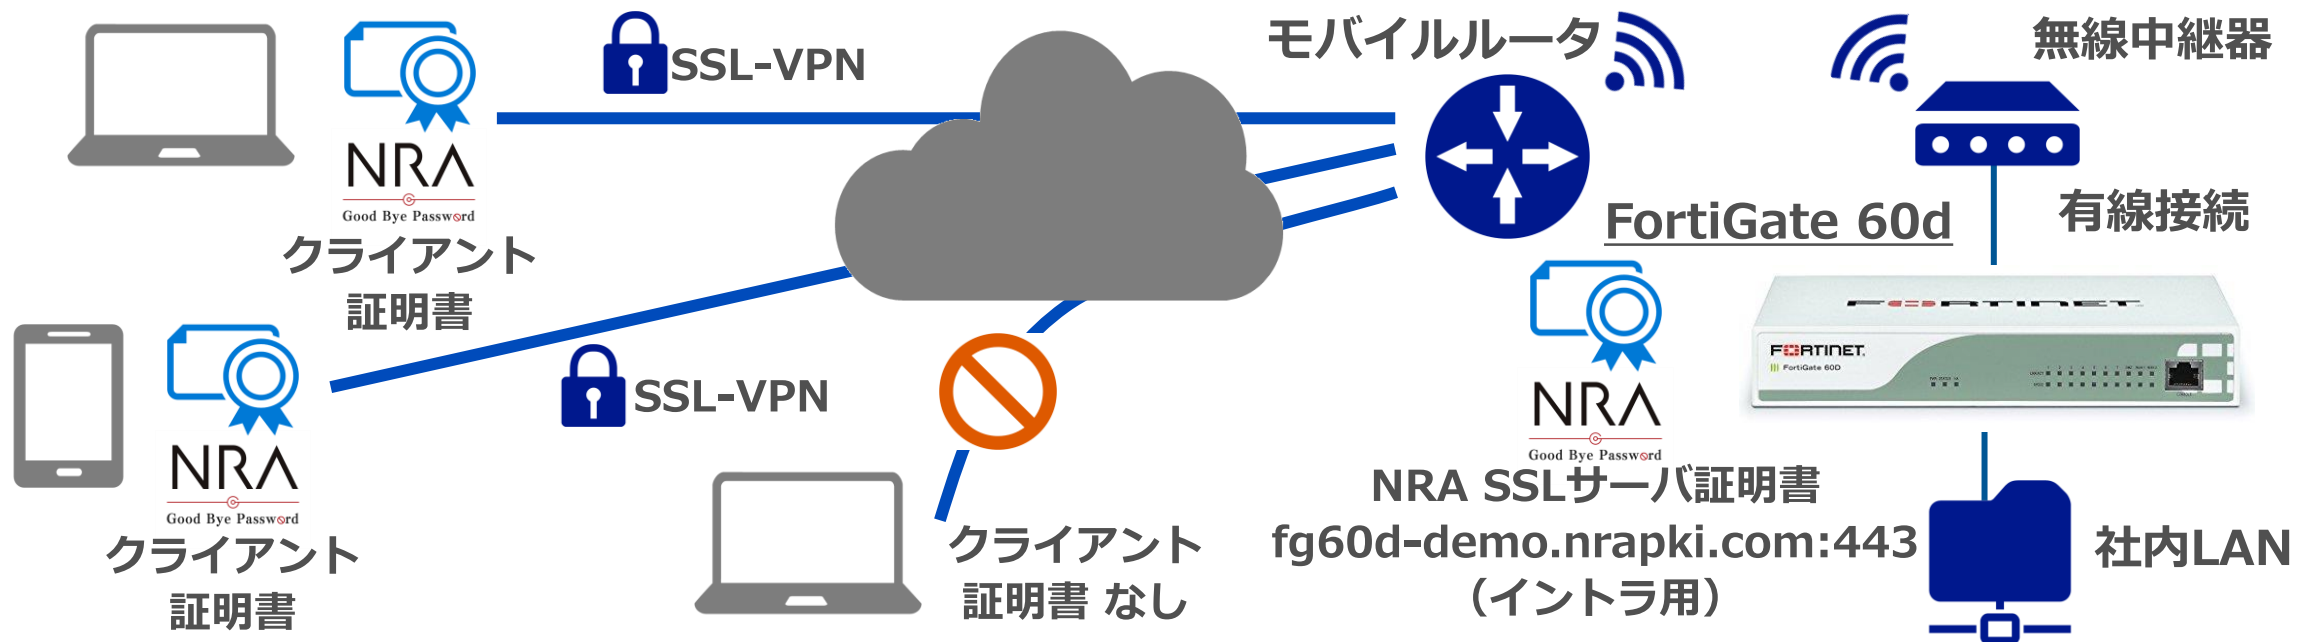 SSL-VPN
モバイルルータ
無線中継器
NRA
Good Bye Password
クライアント
証明書
有線接続
FortiGate 60d
FORTINET
FORTINET
FortiGate 60D
SSL-VPN
NRA
Good Bye Password
クライアント
証明書
クライアント
証明書 なし
NRA
Good Bye Password
NRA SSLサーバ証明書
fg60d-demo.nrapki.com:443
（イントラ用）
社内LAN